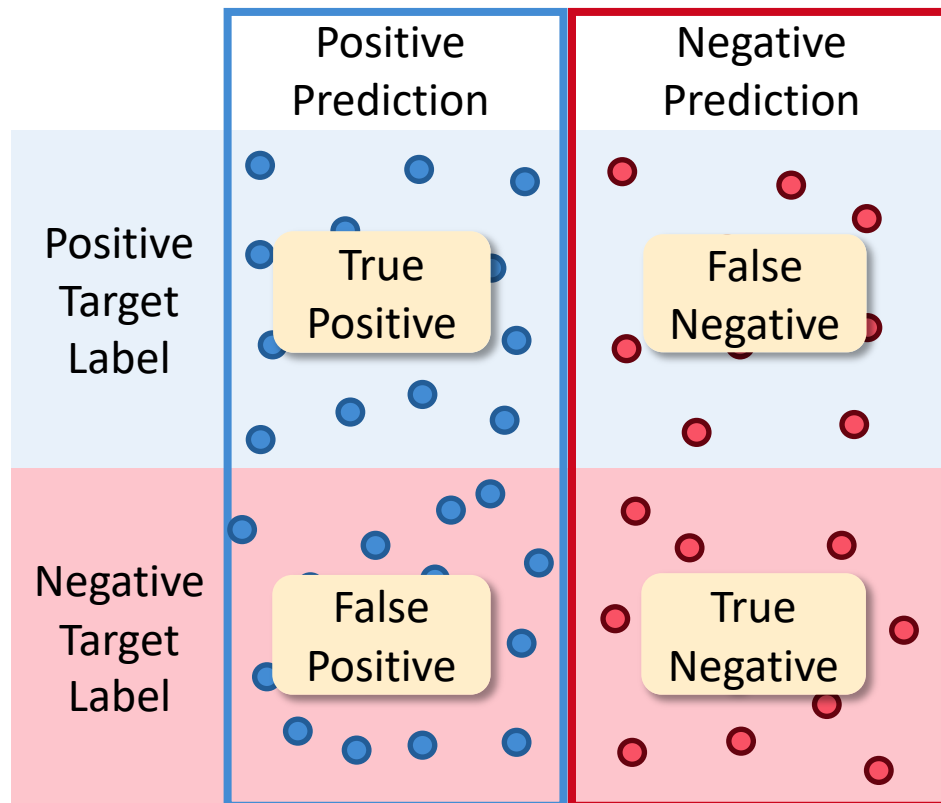 Positive
Prediction
Negative
Prediction
Positive
Target
Label
True
Positive
False
Negative
Negative
Target
Label
False
Positive
True
Negative